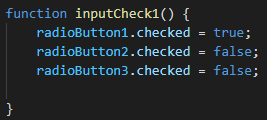 function inputCheck1() {
    radioButton1.checked = true;
    radioButton2.checked = false;
    radioButton3.checked = false;
}